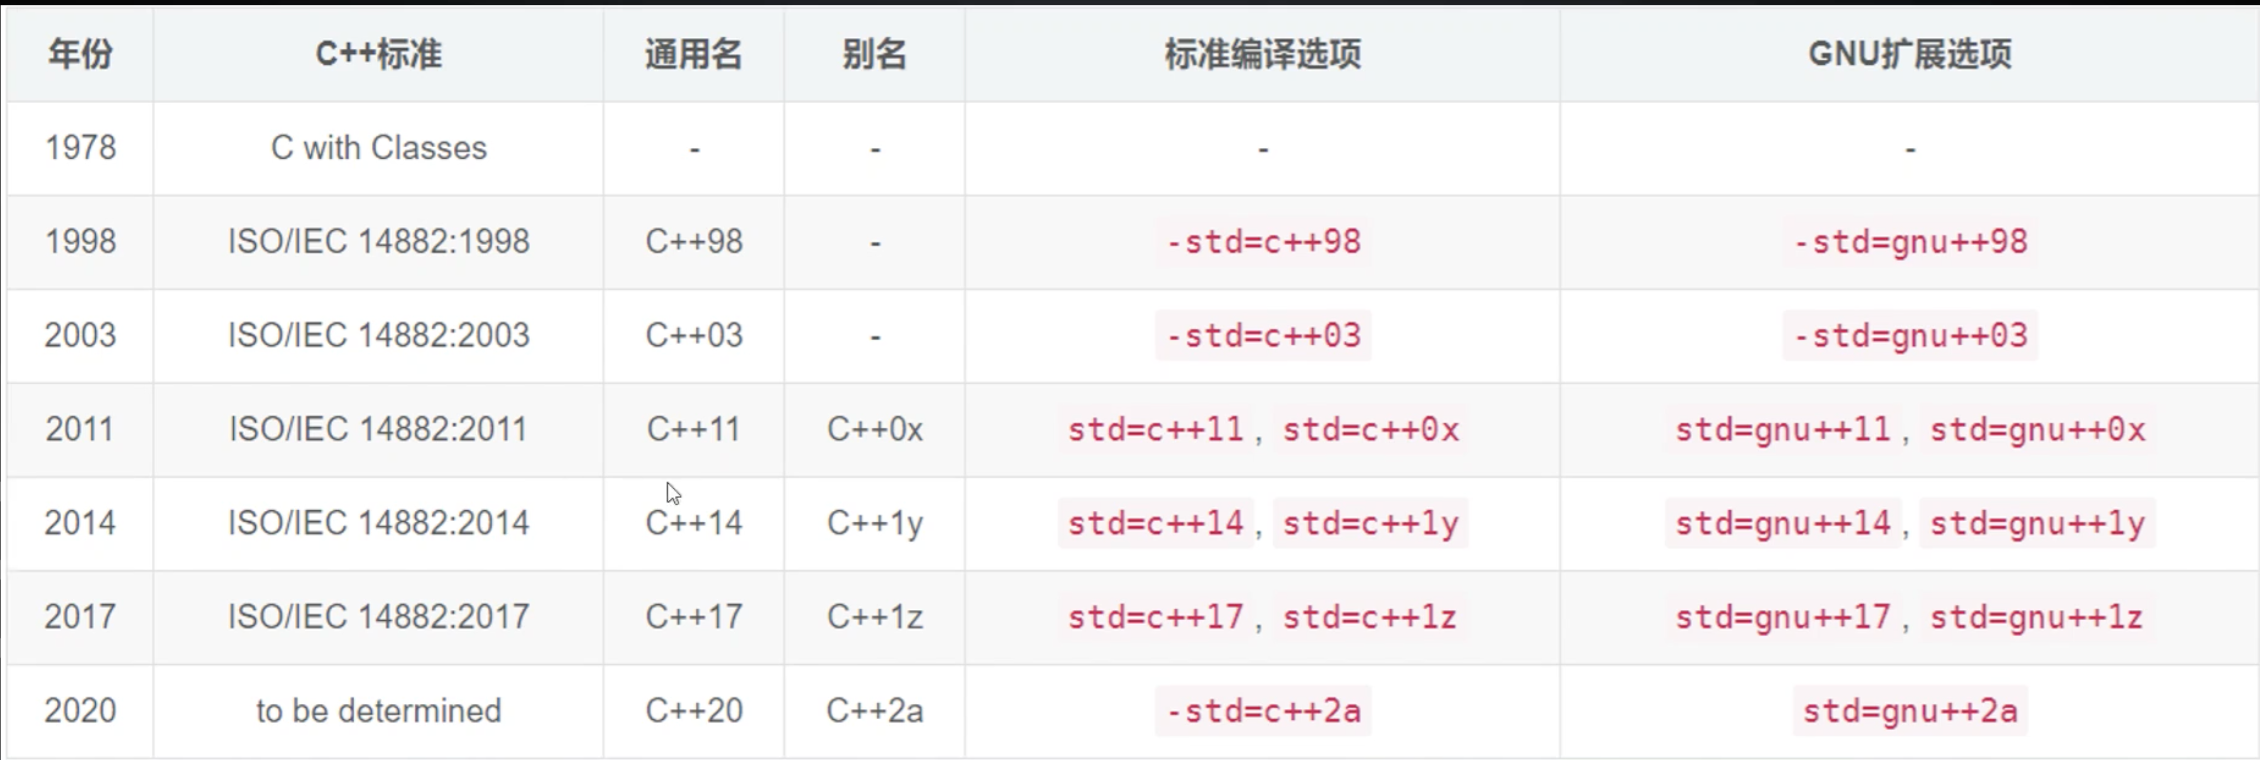 年份 C++标准 通用名 别名 标准编译选项 GNU扩展选项
1978 C with Classes - - - -
1998 ISO/IEC 14882:1998 C++98 - -std=c++98 -std=gnu++98
2003 ISO/IEC 14882:2003 C++03 - -std=c++03 -std=gnu++03
2011 ISO/IEC 14882:2011 C++11 C++0x std=c++11, std=c++0x std=gnu++11, std=gnu++0x
2014 ISO/IEC 14882:2014 C++14 C++1y std=c++14, std=c++1y std=gnu++14, std=gnu++1y
2017 ISO/IEC 14882:2017 C++17 C++1z std=c++17, std=c++1z std=gnu++17, std=gnu++1z
2020 to be determined C++20 C++2a -std=c++2a std=gnu++2a